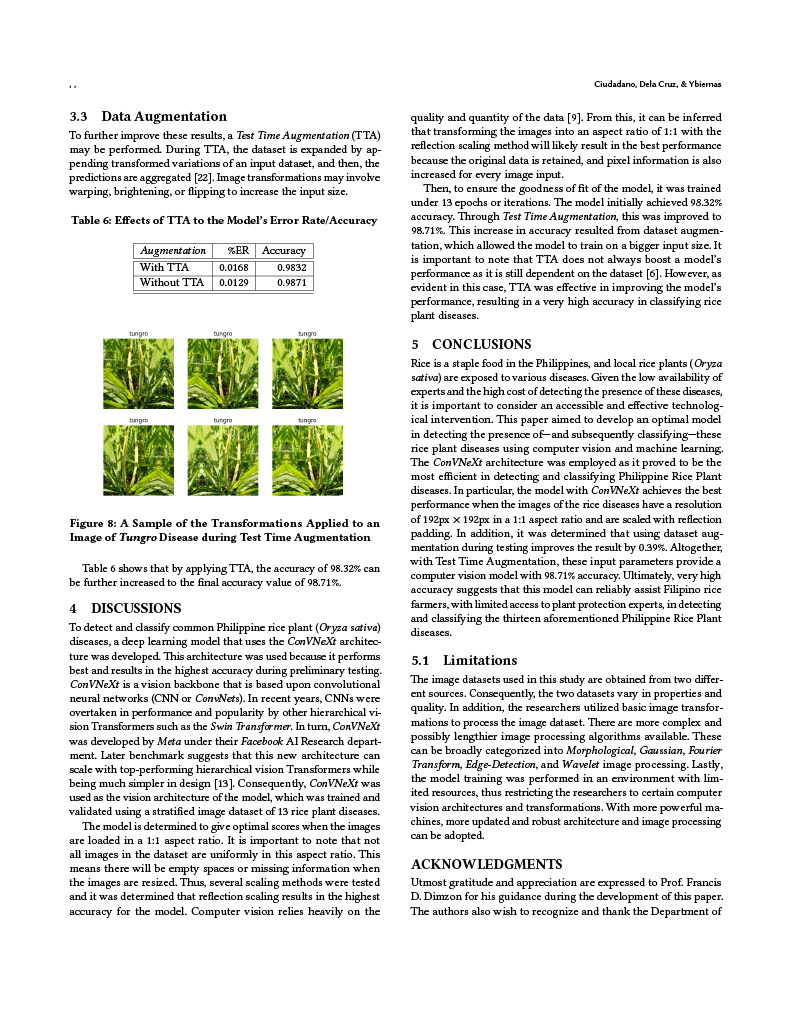 . .
Ciudadano, Dela Cruz, & Ybiernas
3.3 Data Augmentation
To further improve these results, a Test Time Augmentation (TTA)
may be performed. During TTA, the dataset is expanded by ap-
pending transformed variations of an input dataset, and then, the
predictions are aggregated [22]. Image transformations may involve
warping, brightening, or flipping to increase the input size.
Table 6: Effects of TTA to the Model's Error Rate/Accuracy
Augmentation %ER Accuracy
With TTA 0.0168 0.9832
Without TTA 0.0129 0.9871
tungro tungro tungro
tungro tungro tungro
Figure 8: A Sample of the Transformations Applied to an
Image of Tungro Disease during Test Time Augmentation
Table 6 shows that by applying TTA, the accuracy of 98.32% can
be further increased to the final accuracy value of 98.71%.
4 DISCUSSIONS
To detect and classify common Philippine rice plant (Oryza sativa)
diseases, a deep learning model that uses the ConVNeXt architec-
ture was developed. This architecture was used because it performs
best and results in the highest accuracy during preliminary testing.
ConVNeXt is a vision backbone that is based upon convolutional
neural networks (CNN or ConvNets). In recent years, CNNs were
overtaken in performance and popularity by other hierarchical vi-
sion Transformers such as the Swin Transformer. In turn, ConVNeXt
was developed by Meta under their Facebook AI Research depart-
ment. Later benchmark suggests that this new architecture can
scale with top-performing hierarchical vision Transformers while
being much simpler in design [13]. Consequently, ConVNeXt was
used as the vision architecture of the model, which was trained and
validated using a stratified image dataset of 13 rice plant diseases.
The model is determined to give optimal scores when the images
are loaded in a 1:1 aspect ratio. It is important to note that not
all images in the dataset are uniformly in this aspect ratio. This
means there will be empty spaces or missing information when
the images are resized. Thus, several scaling methods were tested
and it was determined that reflection scaling results in the highest
accuracy for the model. Computer vision relies heavily on the
quality and quantity of the data [9]. From this, it can be inferred
that transforming the images into an aspect ratio of 1:1 with the
reflection scaling method will likely result in the best performance
because the original data is retained, and pixel information is also
increased for every image input.
Then, to ensure the goodness of fit of the model, it was trained
under 13 epochs or iterations. The model initially achieved 98.32%
accuracy. Through Test Time Augmentation, this was improved to
98.71%. This increase in accuracy resulted from dataset augmen-
tation, which allowed the model to train on a bigger input size. It
is important to note that TTA does not always boost a model's
performance as it is still dependent on the dataset [6]. However, as
evident in this case, TTA was effective in improving the model's
performance, resulting in a very high accuracy in classifying rice
plant diseases.
5 CONCLUSIONS
Rice is a staple food in the Philippines, and local rice plants (Oryza
sativa) are exposed to various diseases. Given the low availability of
experts and the high cost of detecting the presence of these diseases,
it is important to consider an accessible and effective technolog-
ical intervention. This paper aimed to develop an optimal model
in detecting the presence of—and subsequently classifying—these
rice plant diseases using computer vision and machine learning.
The ConVNeXt architecture was employed as it proved to be the
most efficient in detecting and classifying Philippine Rice Plant
diseases. In particular, the model with ConVNeXt achieves the best
performance when the images of the rice diseases have a resolution
of 192px × 192px in a 1:1 aspect ratio and are scaled with reflection
padding. In addition, it was determined that using dataset aug-
mentation during testing improves the result by 0.39%. Altogether,
with Test Time Augmentation, these input parameters provide a
computer vision model with 98.71% accuracy. Ultimately, very high
accuracy suggests that this model can reliably assist Filipino rice
farmers, with limited access to plant protection experts, in detecting
and classifying the thirteen aforementioned Philippine Rice Plant
diseases.
5.1 Limitations
The image datasets used in this study are obtained from two differ-
ent sources. Consequently, the two datasets vary in properties and
quality. In addition, the researchers utilized basic image transfor-
mations to process the image dataset. There are more complex and
possibly lengthier image processing algorithms available. These
can be broadly categorized into Morphological, Gaussian, Fourier
Transform, Edge-Detection, and Wavelet image processing. Lastly,
the model training was performed in an environment with lim-
ited resources, thus restricting the researchers to certain computer
vision architectures and transformations. With more powerful ma-
chines, more updated and robust architecture and image processing
can be adopted.
ACKNOWLEDGMENTS
Utmost gratitude and appreciation are expressed to Prof. Francis
D. Dimzon for his guidance during the development of this paper.
The authors also wish to recognize and thank the Department of